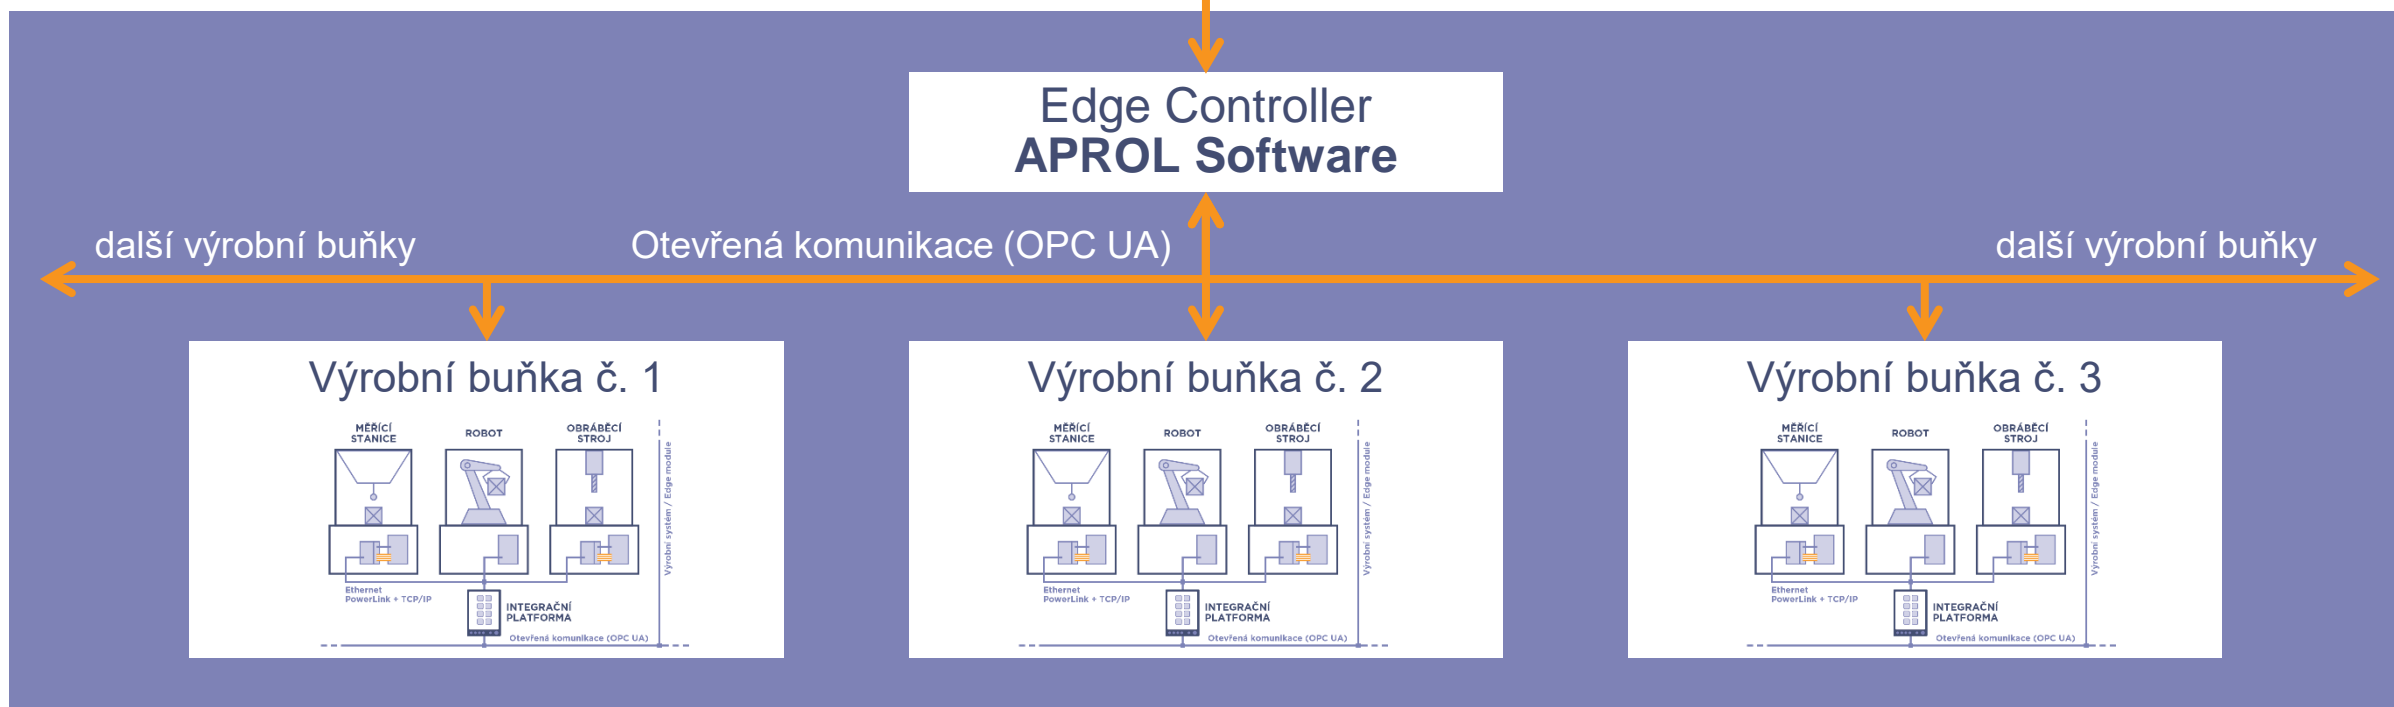 Edge Controller
APROL Software
další výrobní buňky
Otevřená komunikace (OPC UA)
další výrobní buňky
Výrobní buňka č. 1
MĚŘÍCÍ
STANICE
ROBOT
OBRÁBĚCÍ
STROJ
Výrobní systém / Edge module
Ethernet
PowerLink + TCP/IP
INTEGRAČNÍ
PLATFORMA
Otevřená komunikace (OPC UA)
Výrobní buňka č. 2
MĚŘÍCÍ
STANICE
ROBOT
OBRÁBĚCÍ
STROJ
Výrobní systém / Edge module
Ethernet
PowerLink + TCP/IP
INTEGRAČNÍ
PLATFORMA
Otevřená komunikace (OPC UA)
Výrobní buňka č. 3
MĚŘÍCÍ
STANICE
ROBOT
OBRÁBĚCÍ
STROJ
Výrobní systém / Edge module
Ethernet
PowerLink + TCP/IP
INTEGRAČNÍ
PLATFORMA
Otevřená komunikace (OPC UA)